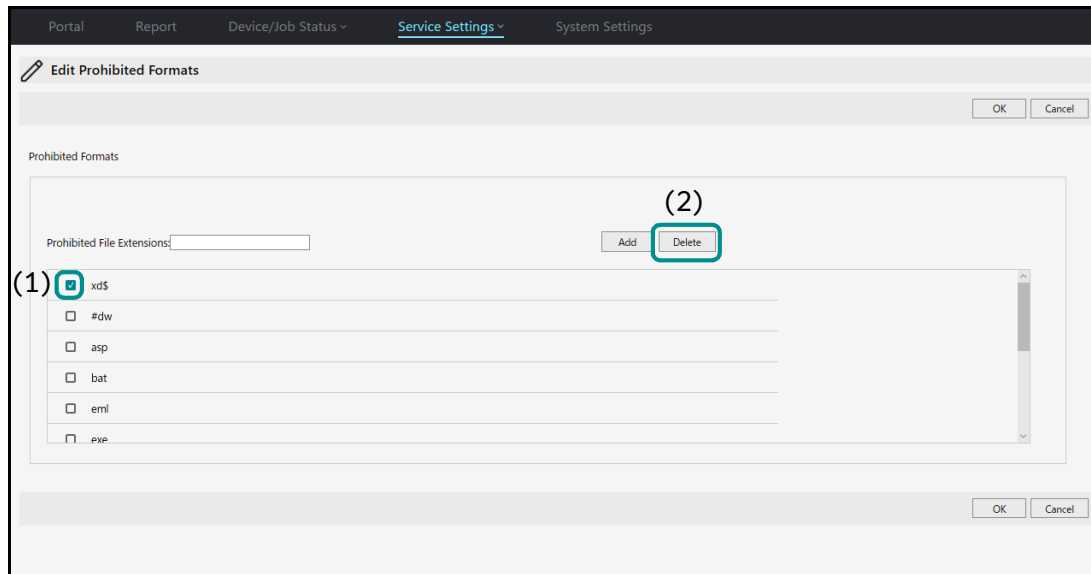 Portal Report Device/Job Status Service Settings System Settings
Edit Prohibited Formats
OK Cancel
Prohibited Formats
(2)
Prohibited File Extensions: Add Delete
(1) xd$
#dw
asp
bat
eml
exe
OK Cancel